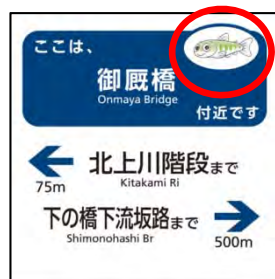 ここは、
御厩橋
Onmaya Bridge
付近です
北上川階段まで
Kitakami Ri
75m
下の橋下流坂路まで
Shimonohashi Br
500m